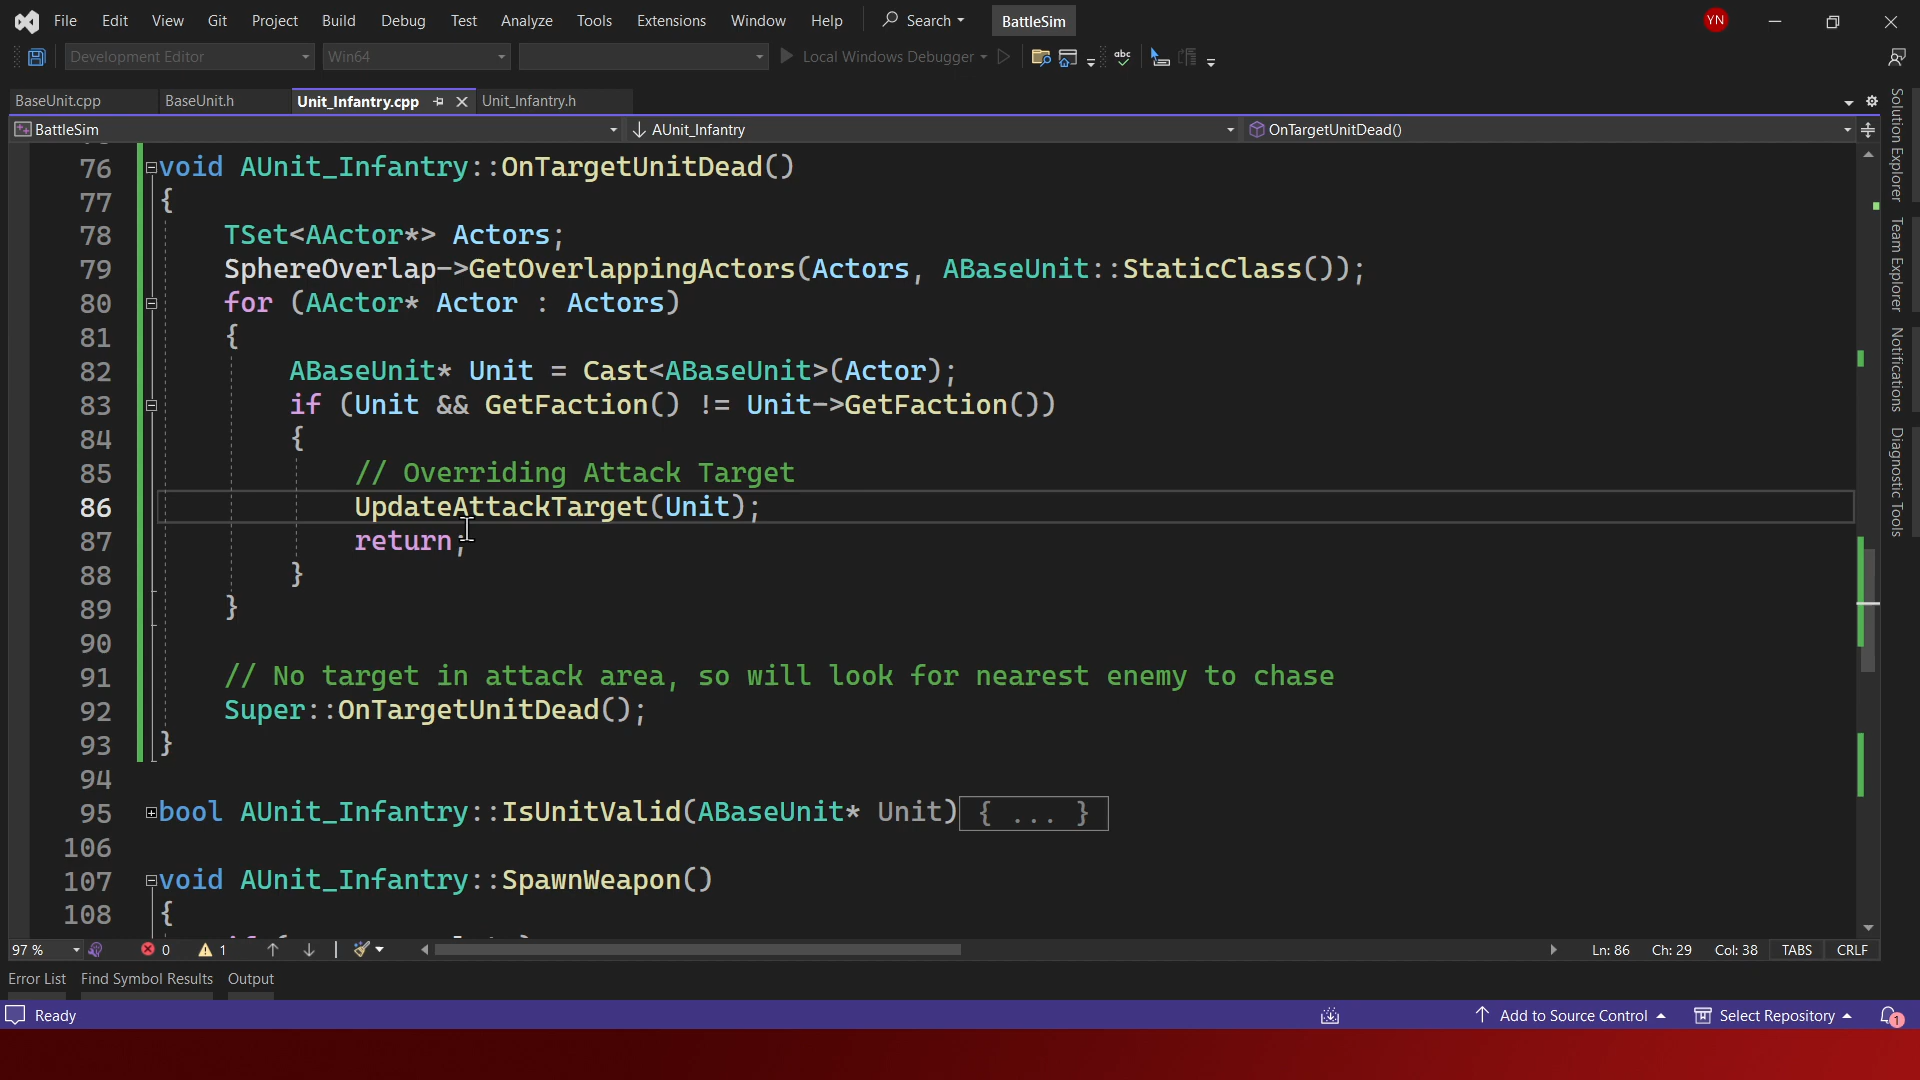 File Edit View Git Project Build Debug Test Analyze Tools Extensions Window Help Search BattleSim YN
Development Editor Win64 Local Windows Debugger abc
BaseUnit.cpp BaseUnit.h Unit_Infantry.cpp Unit_Infantry.h
BattleSim AUnit_Infantry OnTargetUnitDead()
76 void AUnit_Infantry::OnTargetUnitDead()
77 {
78 TSet<AActor*> Actors;
79 SphereOverlap->GetOverlappingActors(Actors, ABaseUnit::StaticClass());
80 for (AActor* Actor : Actors)
81 {
82 ABaseUnit* Unit = Cast<ABaseUnit>(Actor);
83 if (Unit && GetFaction() != Unit->GetFaction())
84 {
85 // Overriding Attack Target
86 UpdateAttackTarget(Unit);
87 return;
88 }
89 }
90
91 // No target in attack area, so will look for nearest enemy to chase
92 Super::OnTargetUnitDead();
93 }
94
95 bool AUnit_Infantry::IsUnitValid(ABaseUnit* Unit){ ... }
106
107 void AUnit_Infantry::SpawnWeapon()
108 {
97 % 0 1 Ln: 86 Ch: 29 Col: 38 TABS CRLF
Error List Find Symbol Results Output
Ready Add to Source Control Select Repository 1
Solution Explorer
Team Explorer
Notifications
Diagnostic Tools